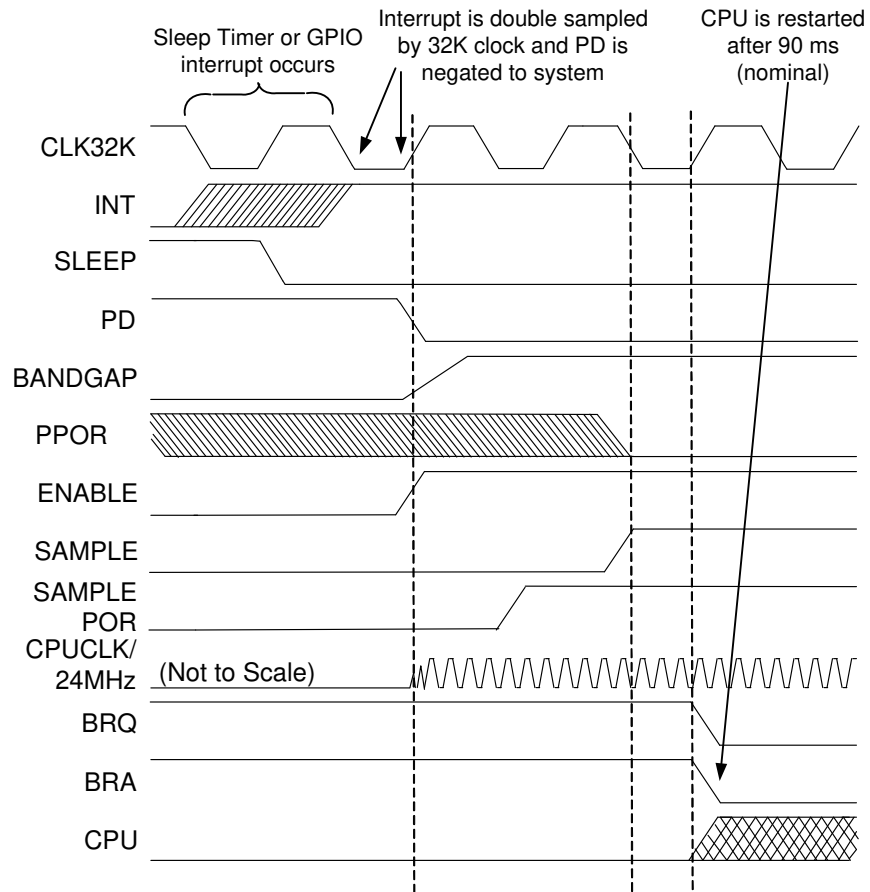 Sleep Timer or GPIO
interrupt occurs
Interrupt is double sampled
by 32K clock and PD is
negated to system
CPU is restarted
after 90 ms
(nominal)
CLK32K
INT
SLEEP
PD
BANDGAP
PPOR
ENABLE
SAMPLE
SAMPLE
POR
CPUCLK/
24MHz
(Not to Scale)
BRQ
BRA
CPU